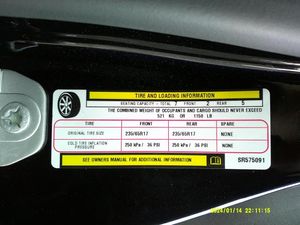 TIRE AND LOADING INFORMATION
SEATING CAPACITY - TOTAL 7 FRONT 2 REAR 5
THE COMBINED WEIGHT OF OCCUPANTS AND CARGO SHOULD NEVER EXCEED
521 KG OR 1150 LB
TIRE FRONT REAR SPARE
ORIGINAL TIRE SIZE 235/65R17 235/65R17 NONE
COLD TIRE INFLATION PRESSURE 250 kPa / 36 PSI 250 kPa / 36 PSI NONE
SEE OWNERS MANUAL FOR ADDITIONAL INFORMATION SR575091
2024/01/14 22:11:15